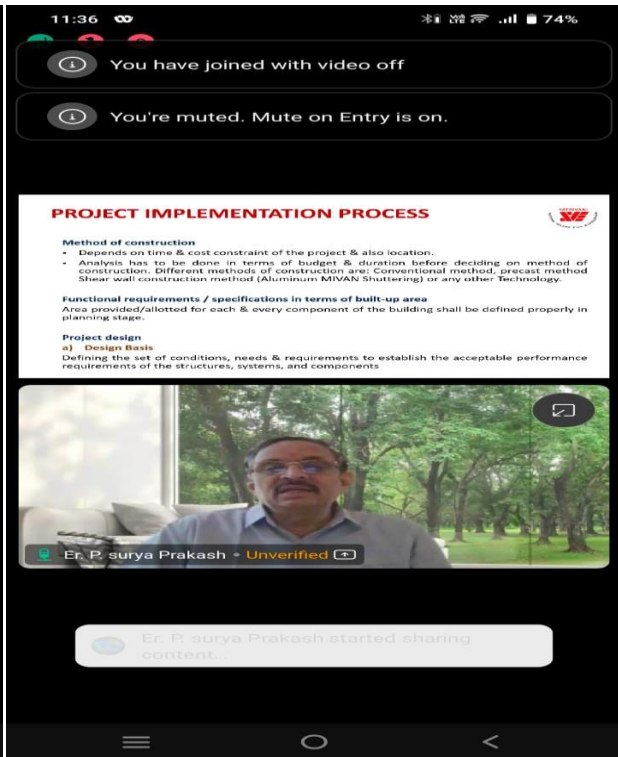 11:36
74%
You have joined with video off
You're muted. Mute on Entry is on.
PROJECT IMPLEMENTATION PROCESS
Method of construction
- Depends on time & cost constraint of the project & also location.
- Analysis has to be done in terms of budget & duration before deciding on method of
construction. Different methods of construction are: Conventional method, precast method
Shear wall construction method (Aluminum MIVAN Shuttering) or any other Technology.
Functional requirements / specifications in terms of built-up area
Area provided/allotted for each & every component of the building shall be defined properly in
planning stage.
Project design
a) Design Basis
Defining the set of conditions, needs & requirements to establish the acceptable performance
requirements of the structures, systems, and components
Er. P. surya Prakash • Unverified
Er. P. surya Prakash started sharing
content...